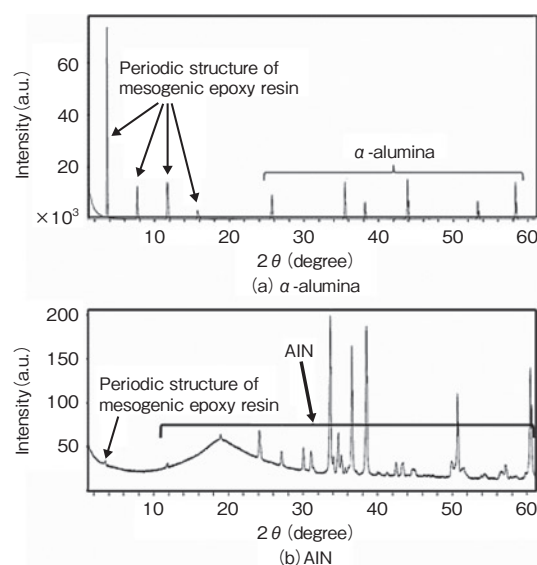 Intensity (a.u.)
60
40
20
×10³
Periodic structure of
mesogenic epoxy resin
α-alumina
10 20 30 40 50 60
2θ (degree)
(a) α-alumina
Intensity (a.u.)
200
150
100
50
AlN
Periodic structure of
mesogenic epoxy resin
10 20 30 40 50 60
2θ (degree)
(b) AlN